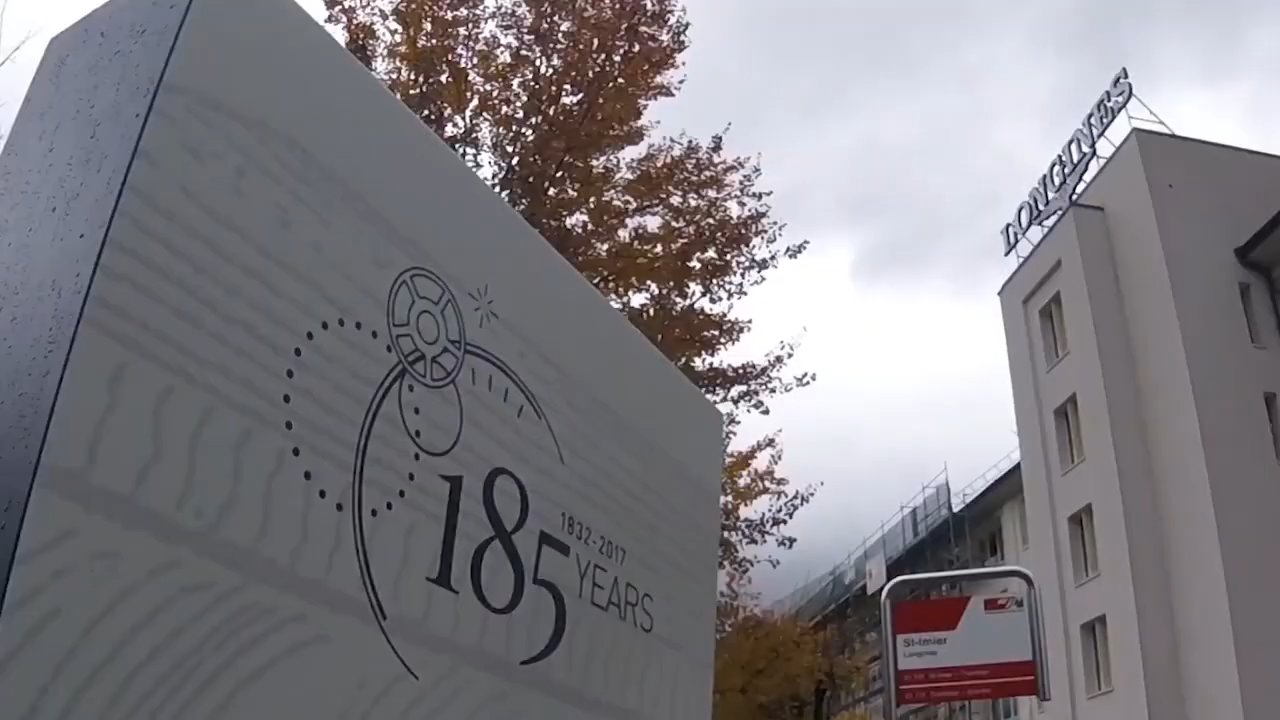 LONGINES
185
1832-2017
YEARS
St-Imier
Longines